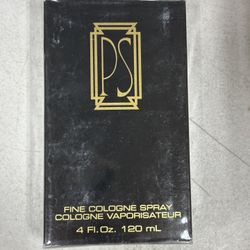 PS
FINE COLOGNE SPRAY
COLOGNE VAPORISATEUR
4 Fl.Oz. 120 mL